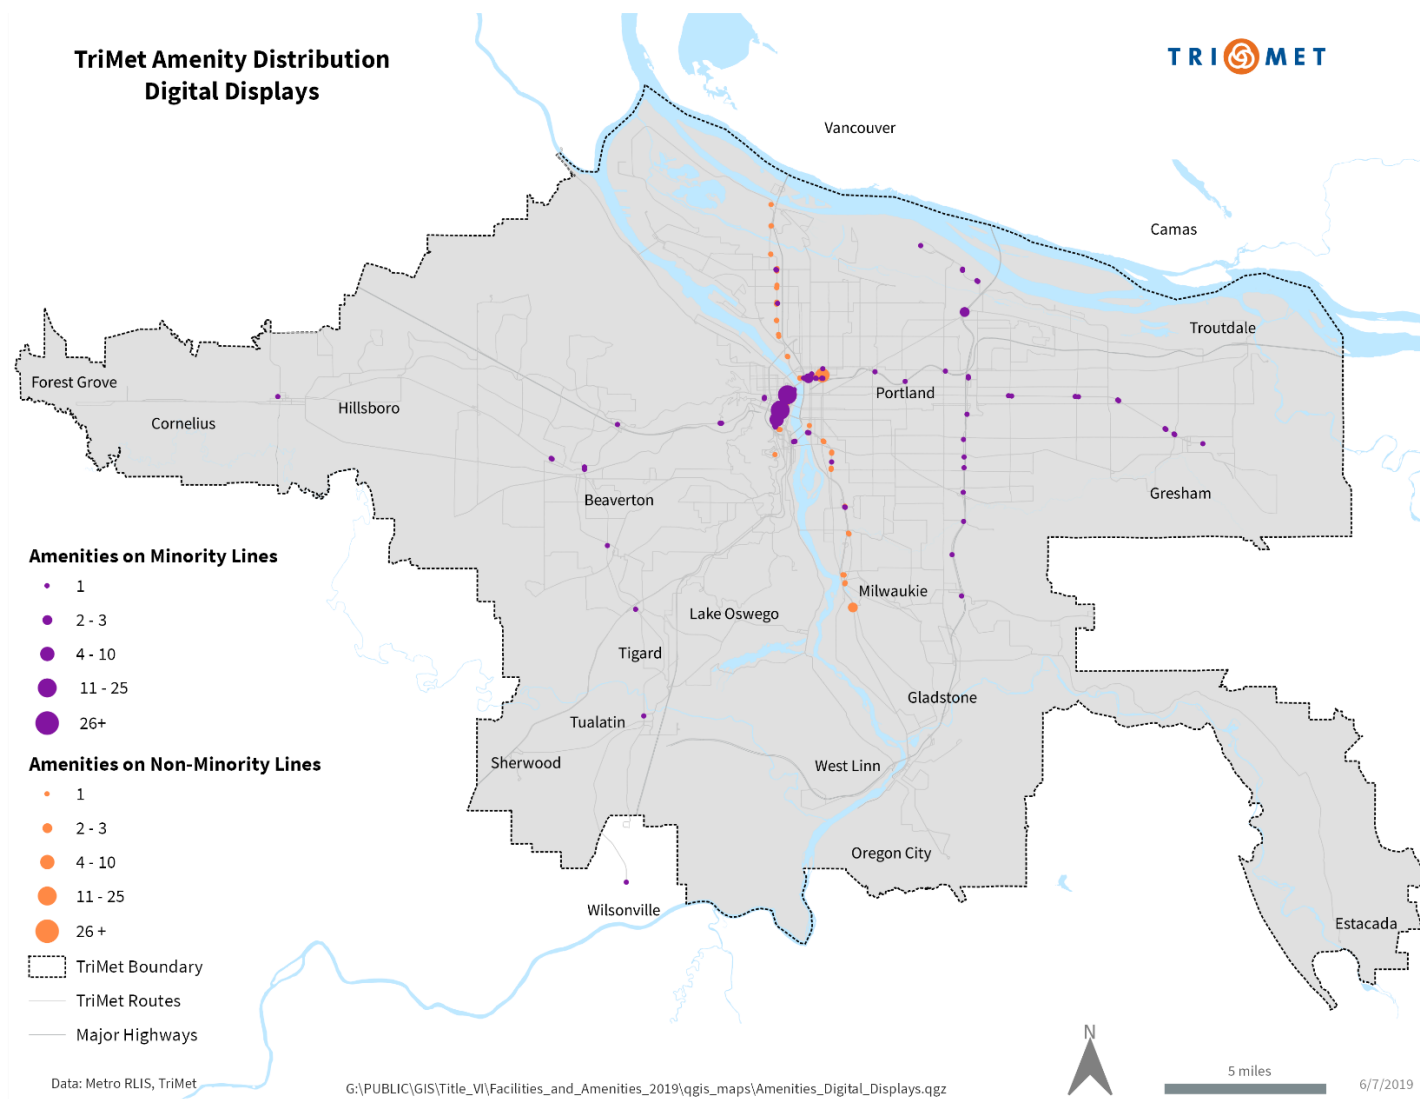 TriMet Amenity Distribution
Digital Displays
TRI MET
Vancouver
Camas
Troutdale
Forest Grove
Cornelius
Hillsboro
Portland
Beaverton
Gresham
Milwaukie
Lake Oswego
Tigard
Gladstone
Tualatin
Sherwood
West Linn
Oregon City
Wilsonville
Estacada
Amenities on Minority Lines
1
2 - 3
4 - 10
11 - 25
26+
Amenities on Non-Minority Lines
1
2 - 3
4 - 10
11 - 25
26 +
TriMet Boundary
TriMet Routes
Major Highways
Data: Metro RLIS, TriMet
G:\PUBLIC\GIS\Title_VI\Facilities_and_Amenities_2019\qgis_maps\Amenities_Digital_Displays.qgz
N
5 miles
6/7/2019